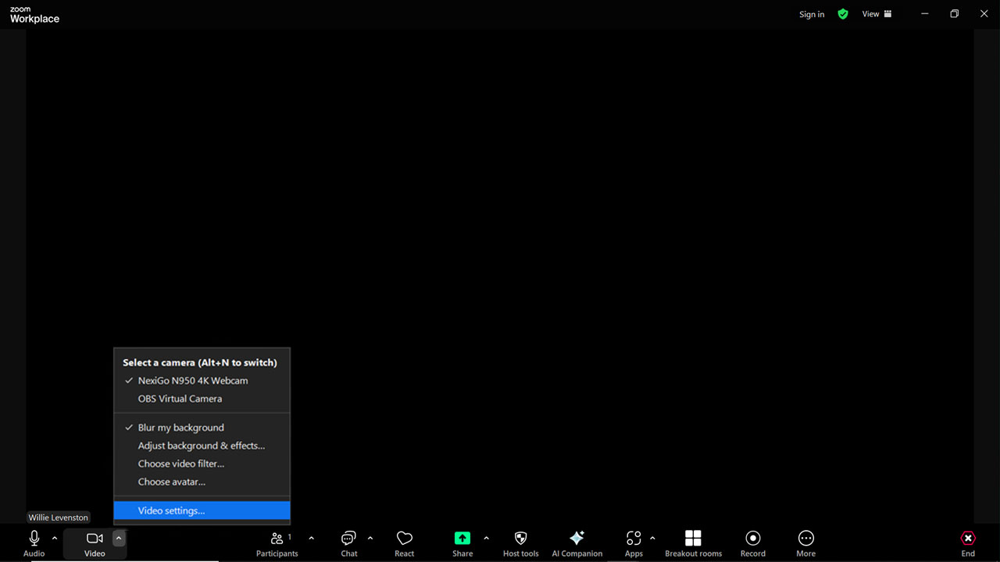 zoom
Workplace
Sign in
View
Select a camera (Alt+N to switch)
NexiGo N950 4K Webcam
OBS Virtual Camera
Blur my background
Adjust background & effects...
Choose video filter...
Choose avatar...
Video settings...
Willie Levenston
Audio
Video
Participants 1
Chat
React
Share
Host tools
AI Companion
Apps
Breakout rooms
Record
More
End